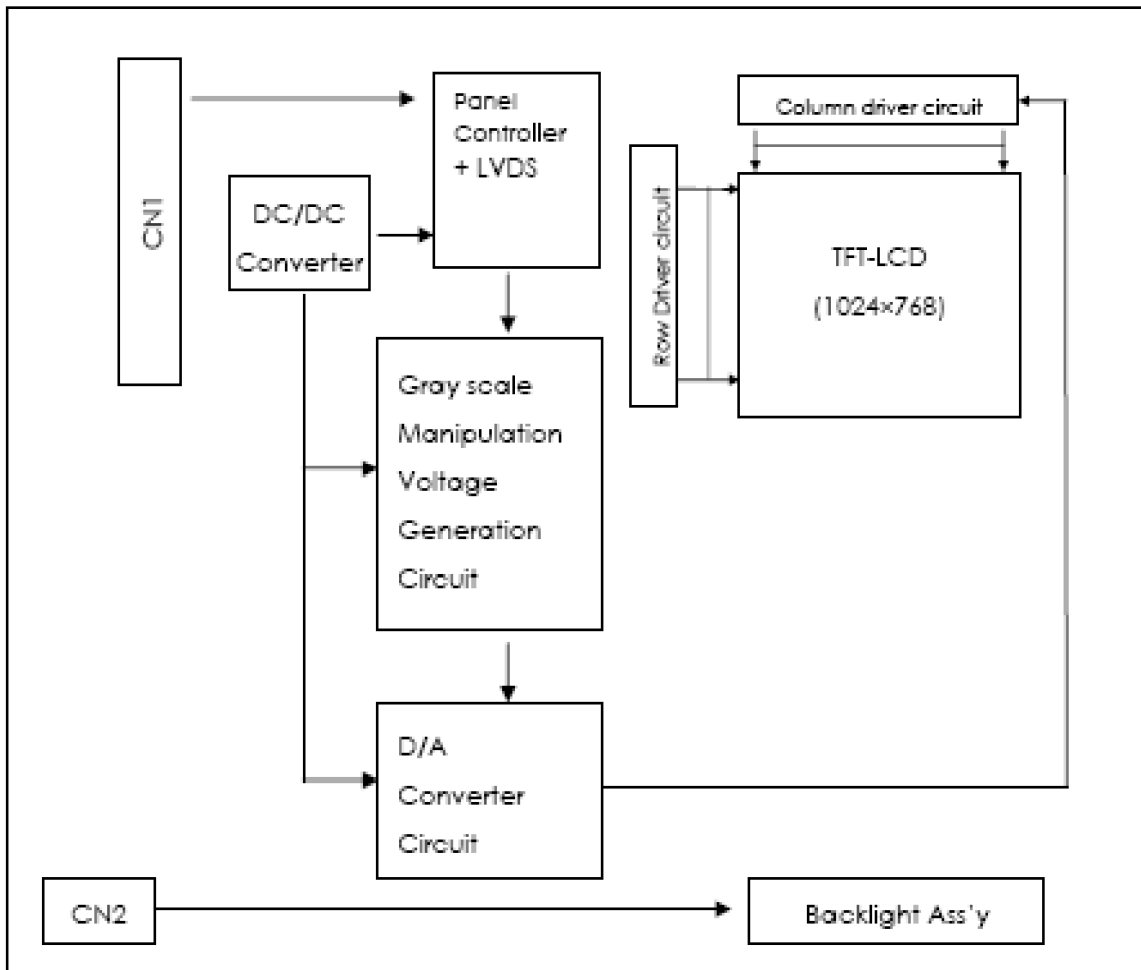 CN1
Panel
Controller
+ LVDS
DC/DC
Converter
Column driver circuit
Row Driver circuit
TFT-LCD
(1024×768)
Gray scale
Manipulation
Voltage
Generation
Circuit
D/A
Converter
Circuit
CN2
Backlight Ass'y